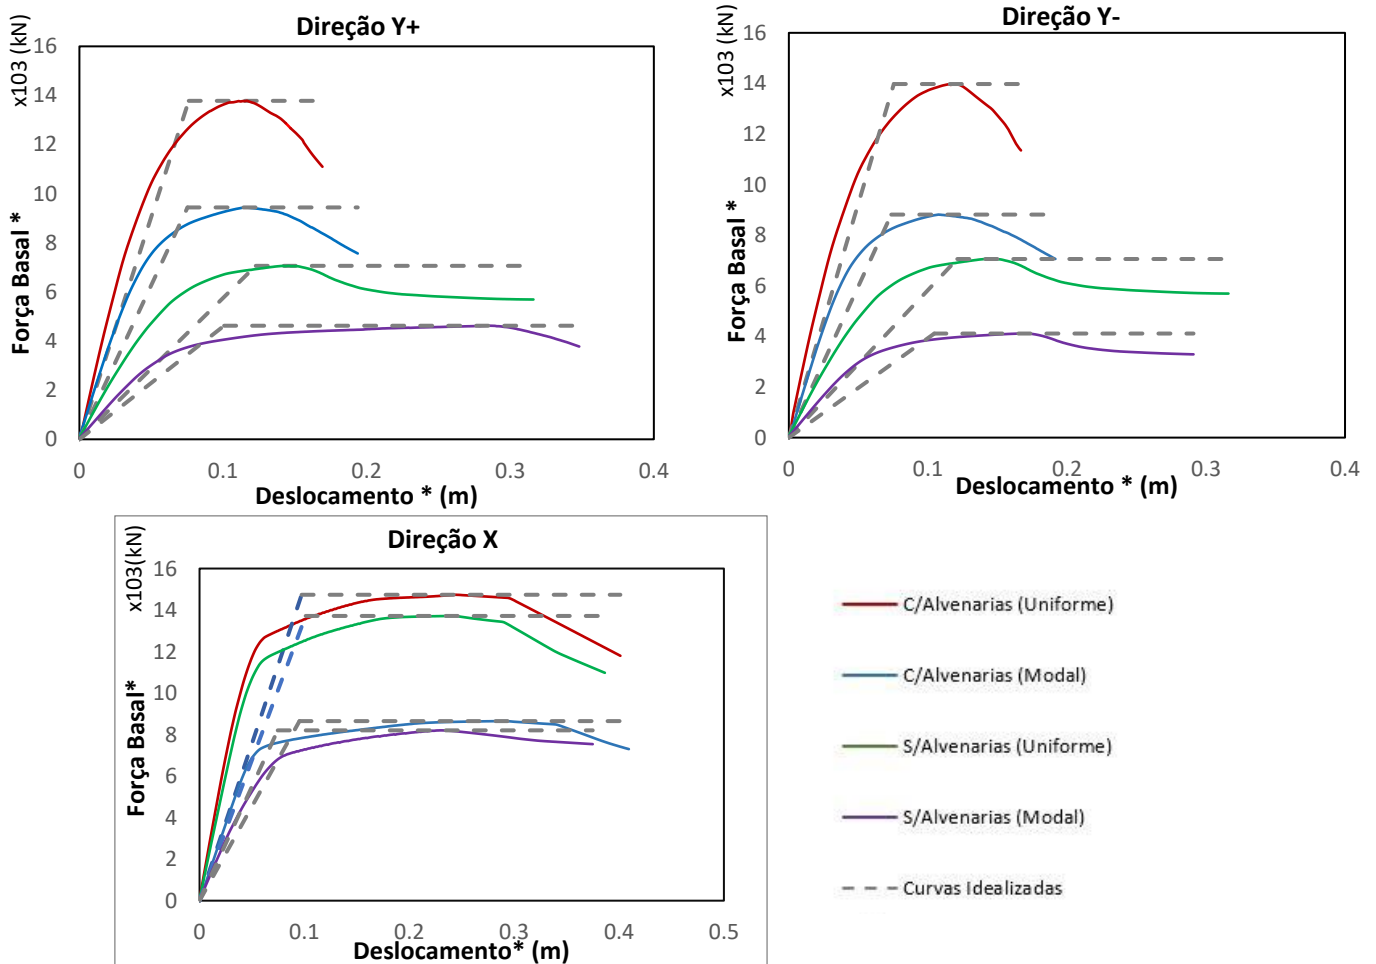 Direção Y+
x103 (kN)
16
14
12
10
8
6
4
2
0
Força Basal *
0 0.1 0.2 0.3 0.4
Deslocamento * (m)
Direção Y-
x103 (kN)
16
14
12
10
8
6
4
2
0
Força Basal *
0 0.1 0.2 0.3 0.4
Deslocamento * (m)
Direção X
x103(kN)
16
14
12
10
8
6
4
2
0
Força Basal*
0 0.1 0.2 0.3 0.4 0.5
Deslocamento* (m)
C/Alvenarias (Uniforme)
C/Alvenarias (Modal)
S/Alvenarias (Uniforme)
S/Alvenarias (Modal)
Curvas Idealizadas